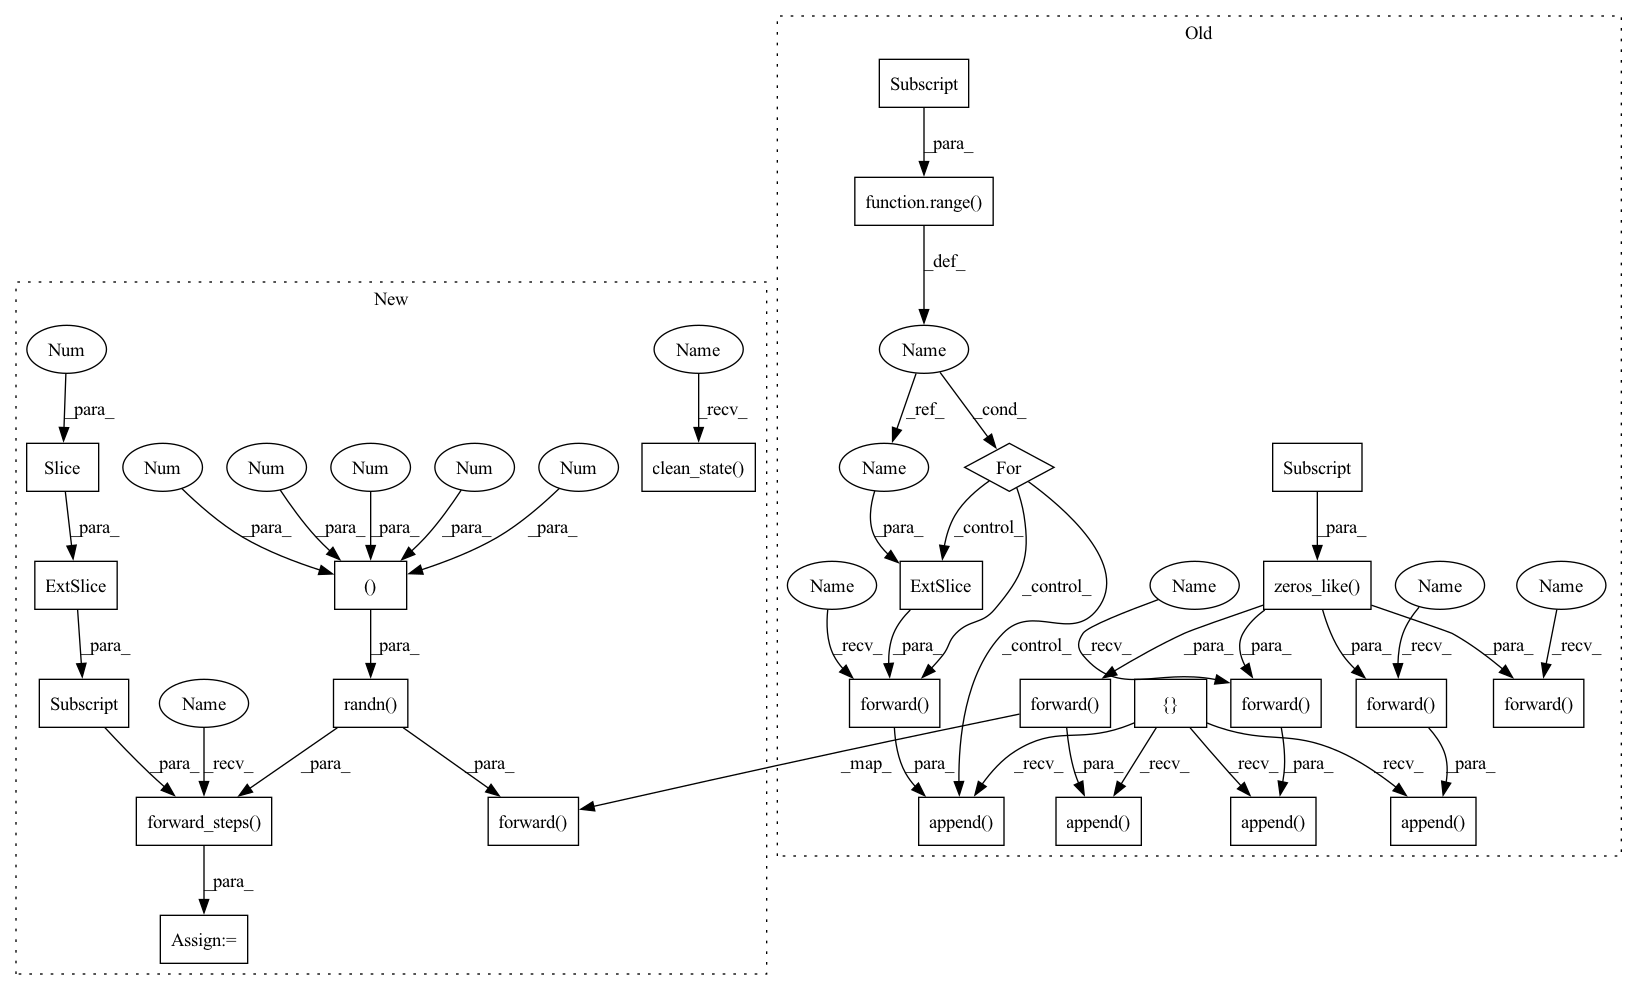 Old
Subscript
_para_
function.range()
_def_
New
Num
Name
Name
_para_
_recv_
_ref_
_cond_
Slice
Num
Num
Num
Num
Num
clean_state()
Name
For
Subscript
_para_
_para_
_para_
_para_
_para_
_para_
_para_
_control_
_para_
ExtSlice
()
Name
ExtSlice
Name
zeros_like()
Name
Name
_control_
_para_
_para_
_recv_
_para_
_control_
_recv_
_para_
_para_
_para_
_recv_
_para_
_recv_
Subscript
Name
randn()
forward()
forward()
{}
forward()
forward()
forward()
_para_
_recv_
_para_
_para_
_map_
_para_
_recv_
_para_
_recv_
_recv_
_para_
_recv_
_para_
forward_steps()
forward()
append()
append()
append()
append()
_para_
Assign:=